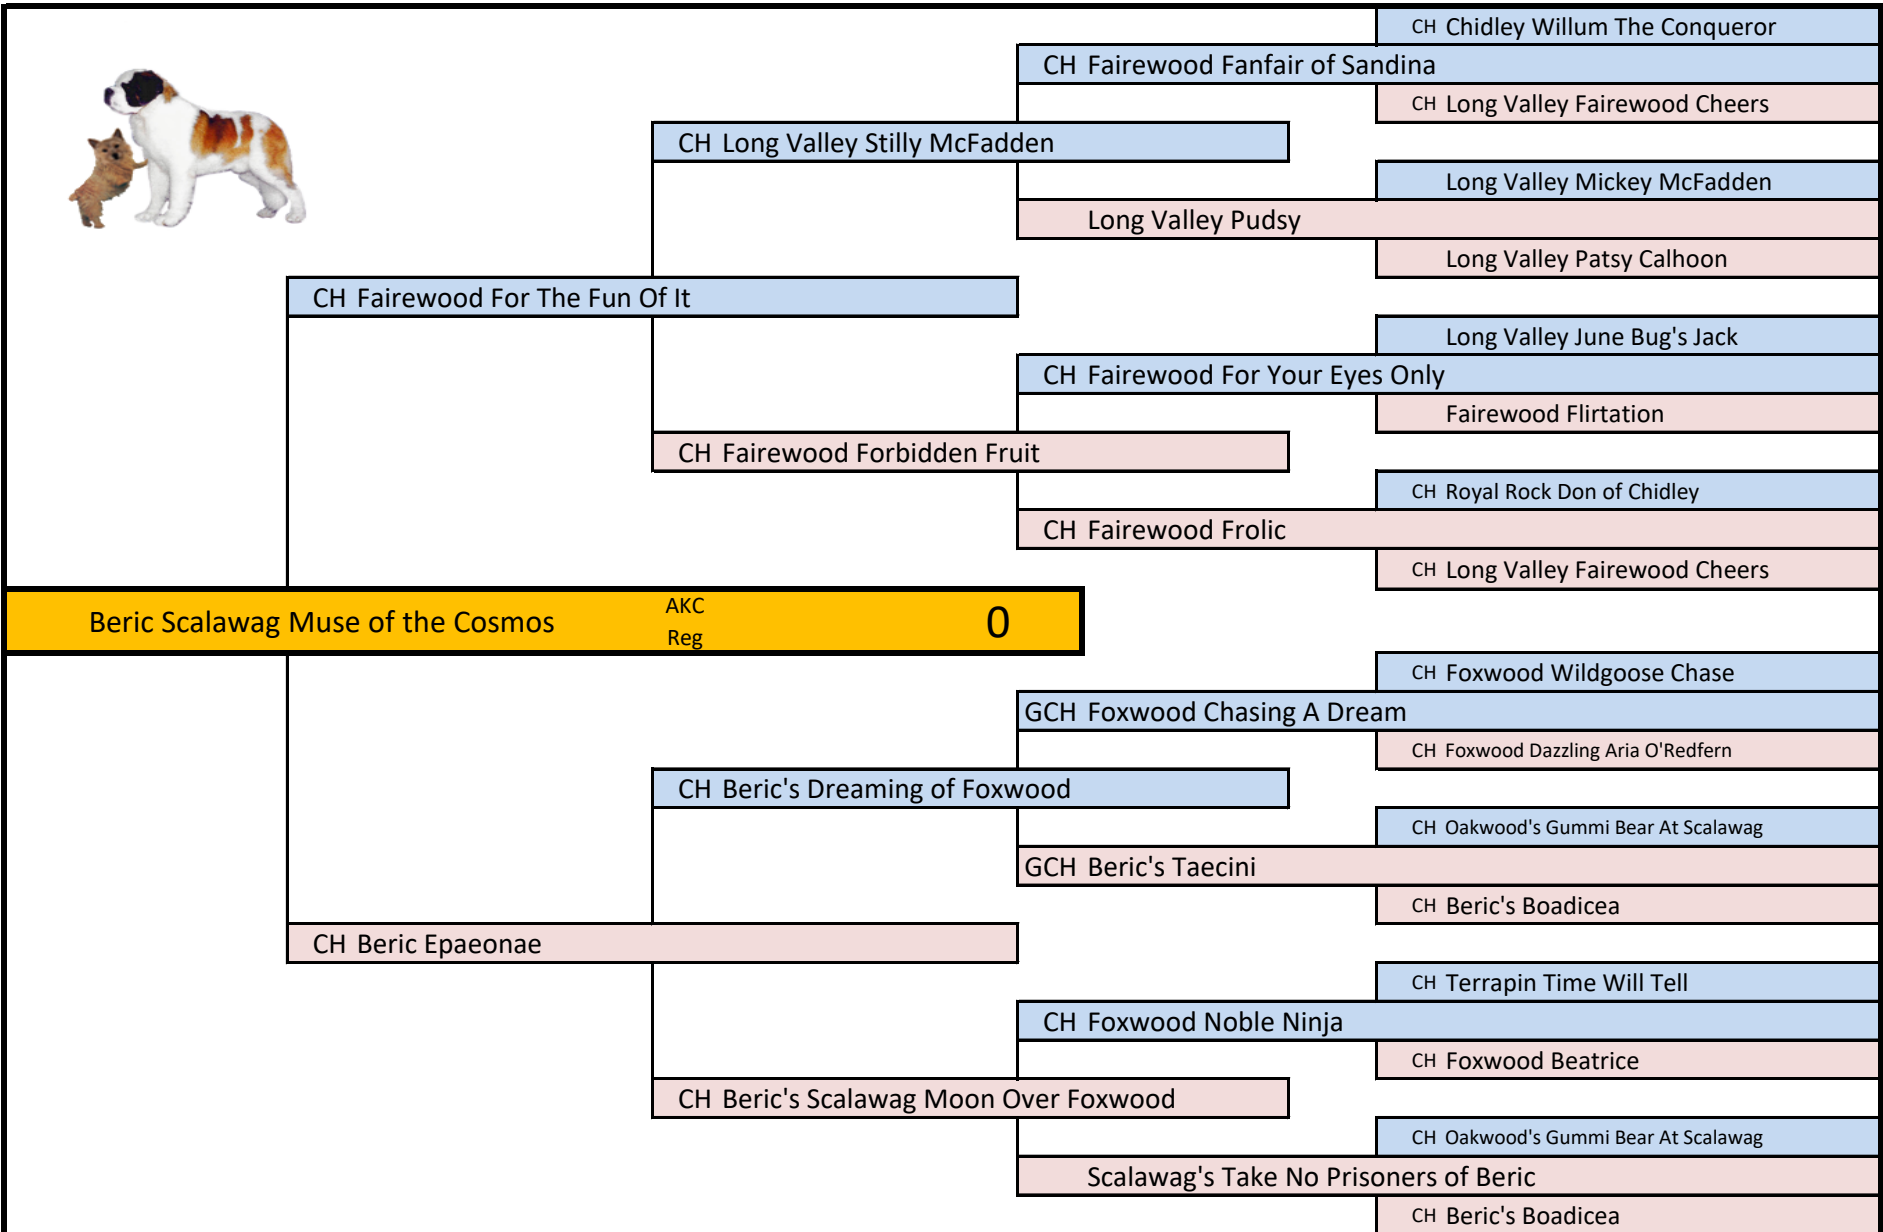 CH Chidley Willum The Conqueror
CH Fairewood Fanfair of Sandina
CH Long Valley Fairewood Cheers
CH Long Valley Stilly McFadden
Long Valley Mickey McFadden
Long Valley Pudsy
Long Valley Patsy Calhoon
CH Fairewood For The Fun Of It
Long Valley June Bug's Jack
CH Fairewood For Your Eyes Only
Fairewood Flirtation
CH Fairewood Forbidden Fruit
CH Royal Rock Don of Chidley
CH Fairewood Frolic
CH Long Valley Fairewood Cheers
Beric Scalawag Muse of the Cosmos
AKC
Reg
0
CH Foxwood Wildgoose Chase
GCH Foxwood Chasing A Dream
CH Foxwood Dazzling Aria O'Redfern
CH Beric's Dreaming of Foxwood
CH Oakwood's Gummi Bear At Scalawag
GCH Beric's Taecini
CH Beric's Boadicea
CH Beric Epaeonae
CH Terrapin Time Will Tell
CH Foxwood Noble Ninja
CH Foxwood Beatrice
CH Beric's Scalawag Moon Over Foxwood
CH Oakwood's Gummi Bear At Scalawag
Scalawag's Take No Prisoners of Beric
CH Beric's Boadicea